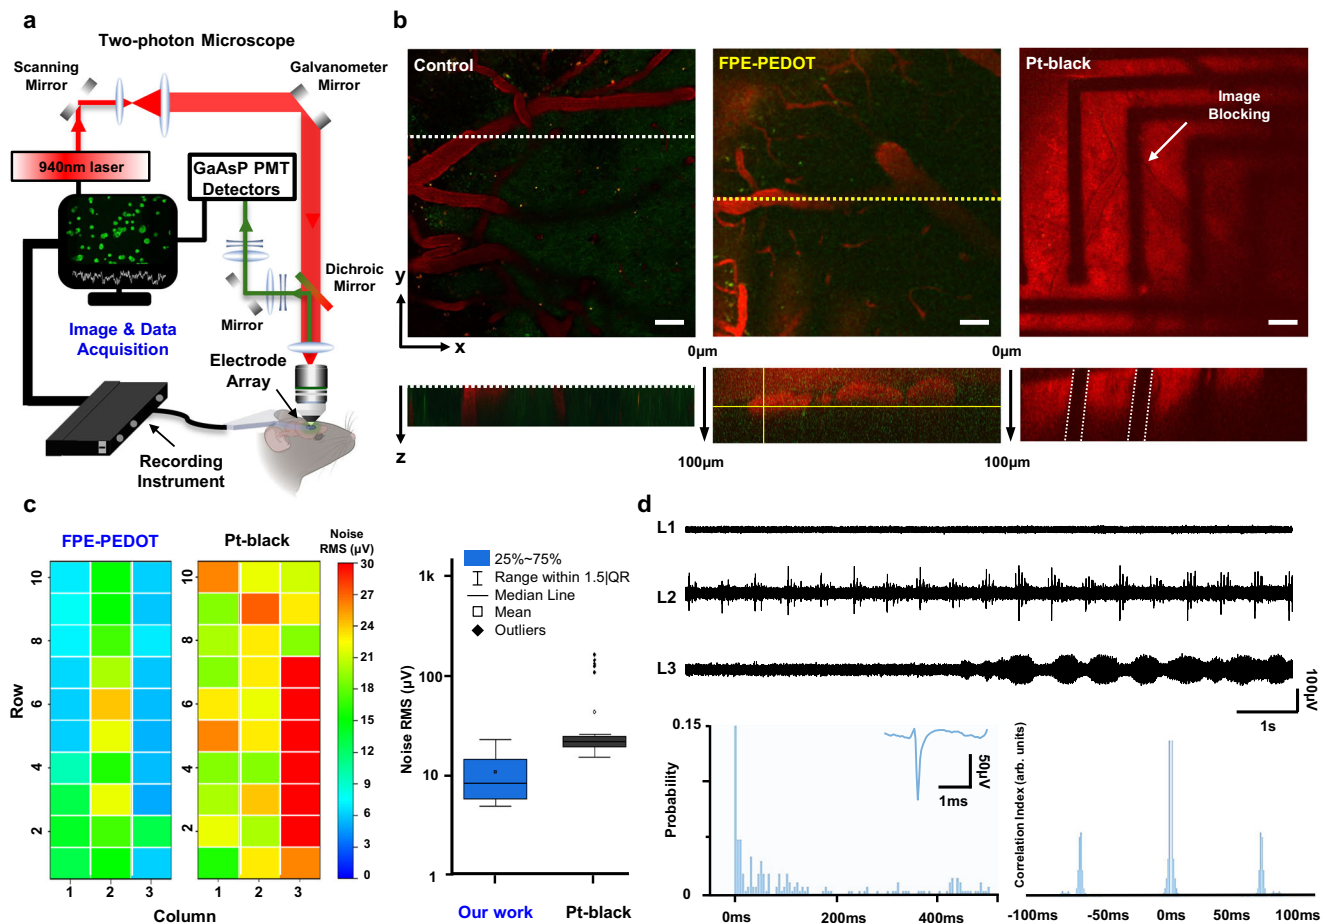 a
Two-photon Microscope
Scanning
Mirror
Galvanometer
Mirror
940nm laser
GaAsP PMT
Detectors
Dichroic
Mirror
Mirror
Image & Data
Acquisition
Electrode
Array
Recording
Instrument
b
Control
FPE-PEDOT
Pt-black
Image
Blocking
y
x
0µm
0µm
z
100µm
100µm
c
FPE-PEDOT
Pt-black
Noise
RMS (µV)
Row
10
8
6
4
2
10
8
6
4
2
30
27
24
21
18
15
12
9
6
3
0
1
2
3
1
2
3
Column
25%~75%
Range within 1.5|QR
Median Line
Mean
Outliers
Noise RMS (µV)
1k
100
10
1
Our work
Pt-black
d
L1
L2
L3
100µV
1s
0.15
Probability
0
50µV
1ms
0ms
200ms
400ms
Correlation Index (arb. units)
-100ms
-50ms
0ms
50ms
100ms